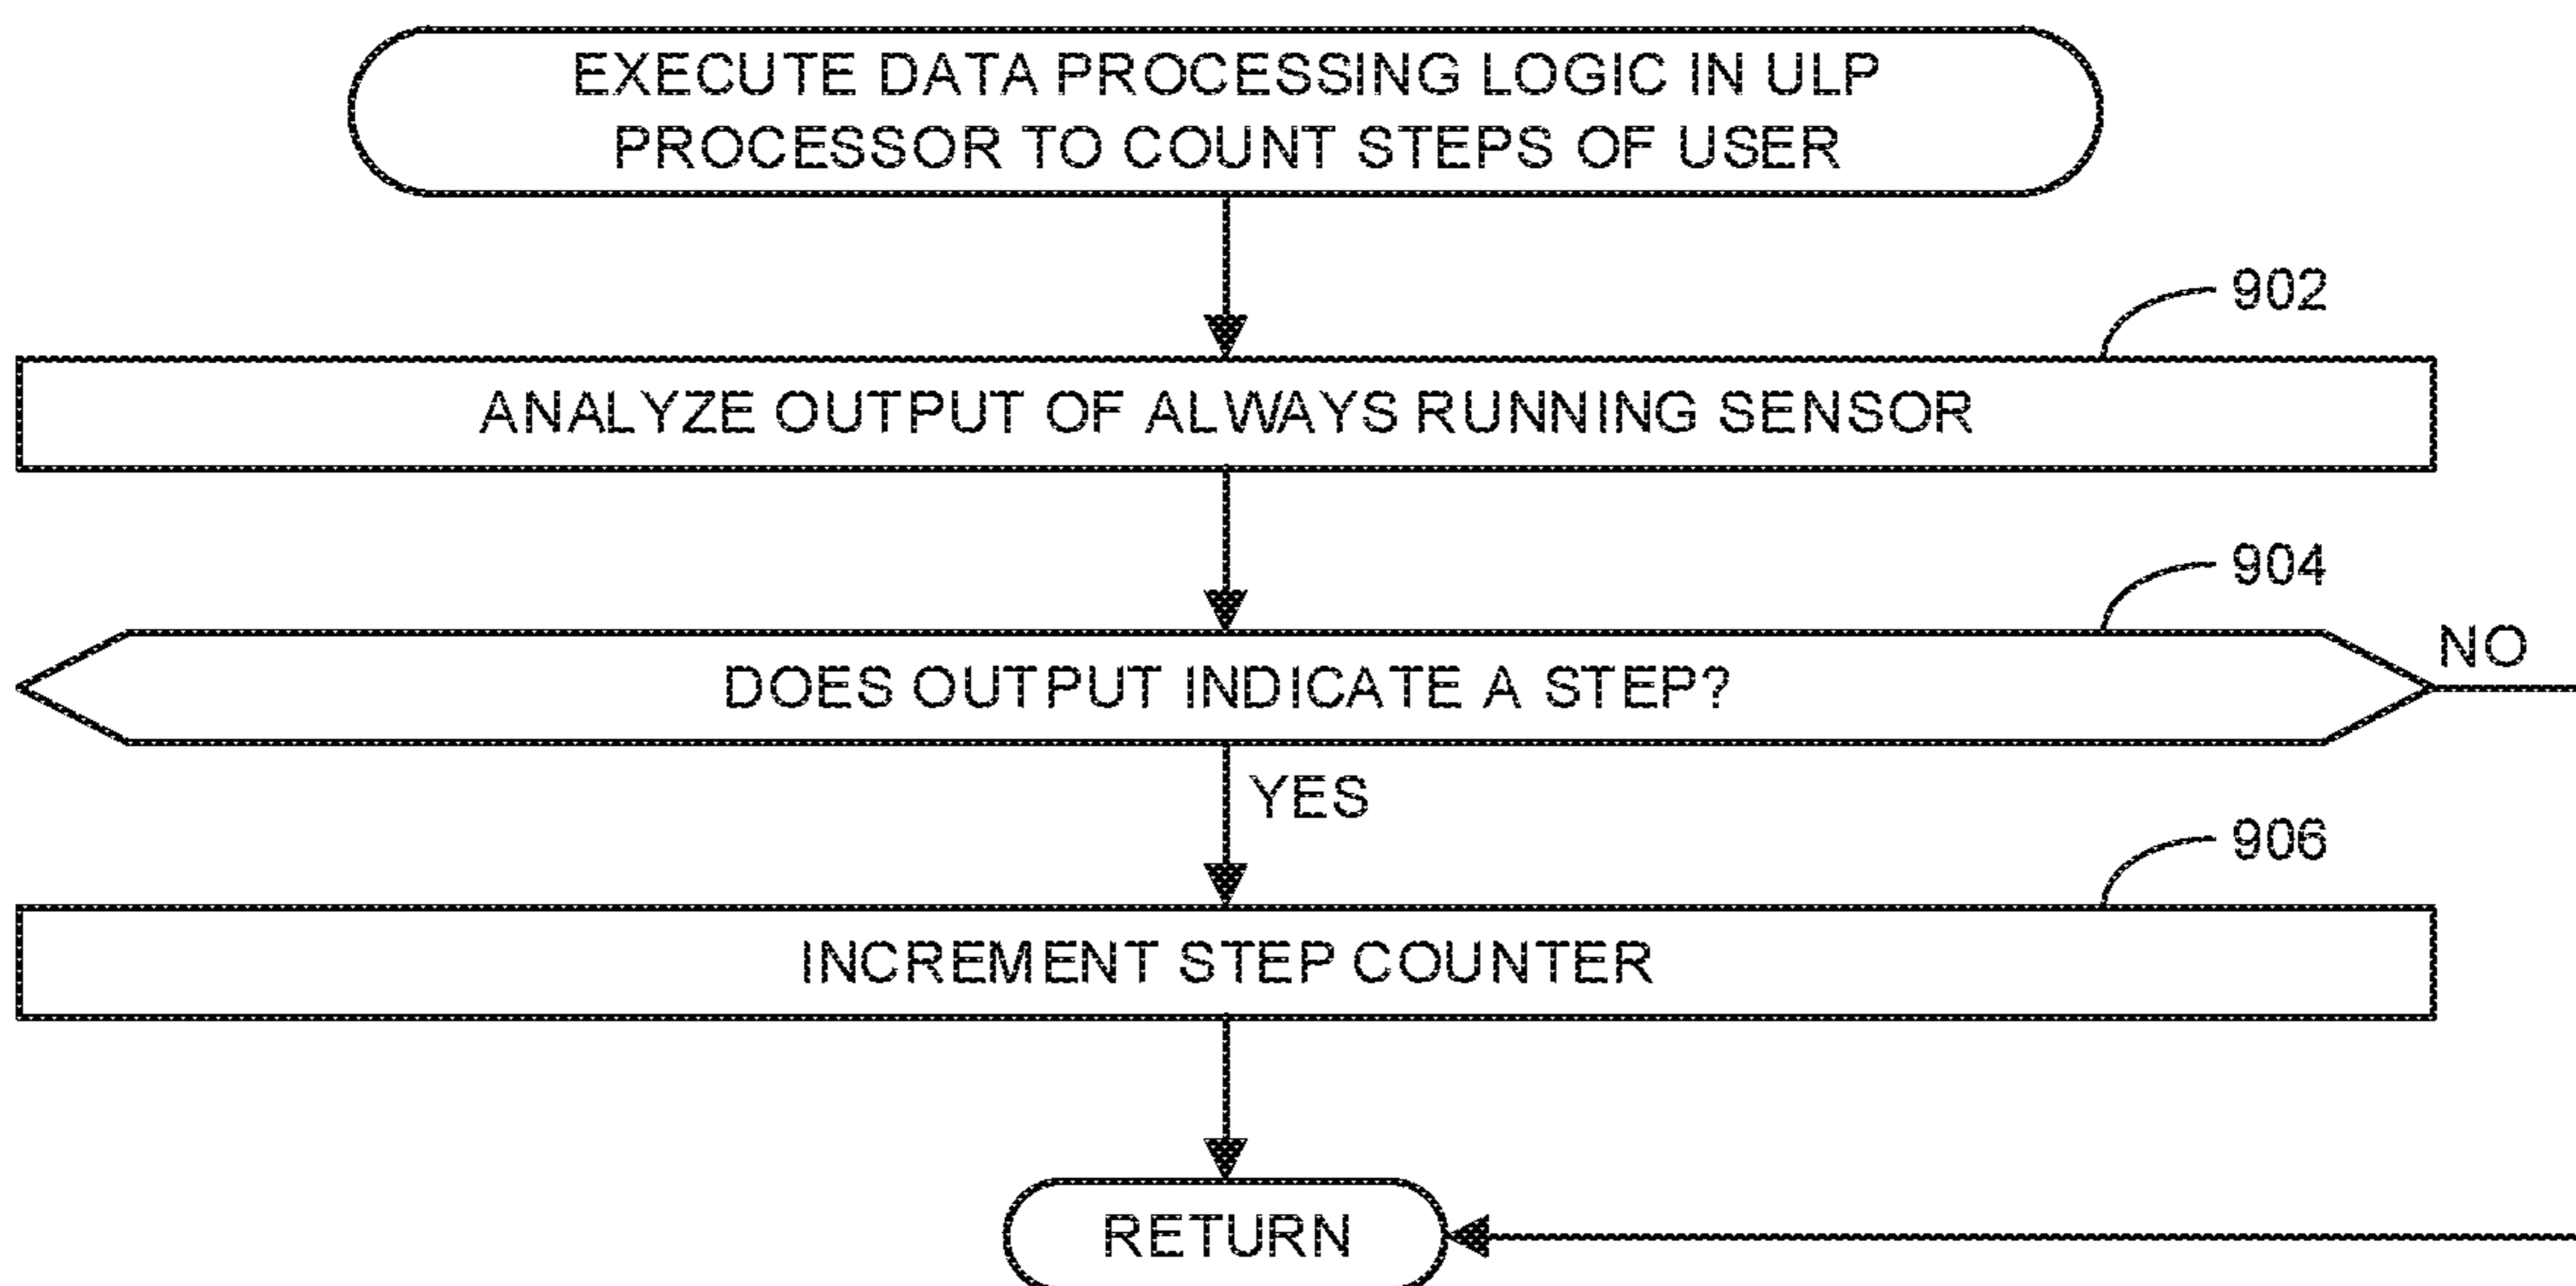 EXECUTE DATA PROCESSING LOGIC IN ULP
PROCESSOR TO COUNT STEPS OF USER
902
ANALYZE OUTPUT OF ALWAYS RUNNING SENSOR
904
DOES OUTPUT INDICATE A STEP?
NO
YES
906
INCREMENT STEP COUNTER
RETURN